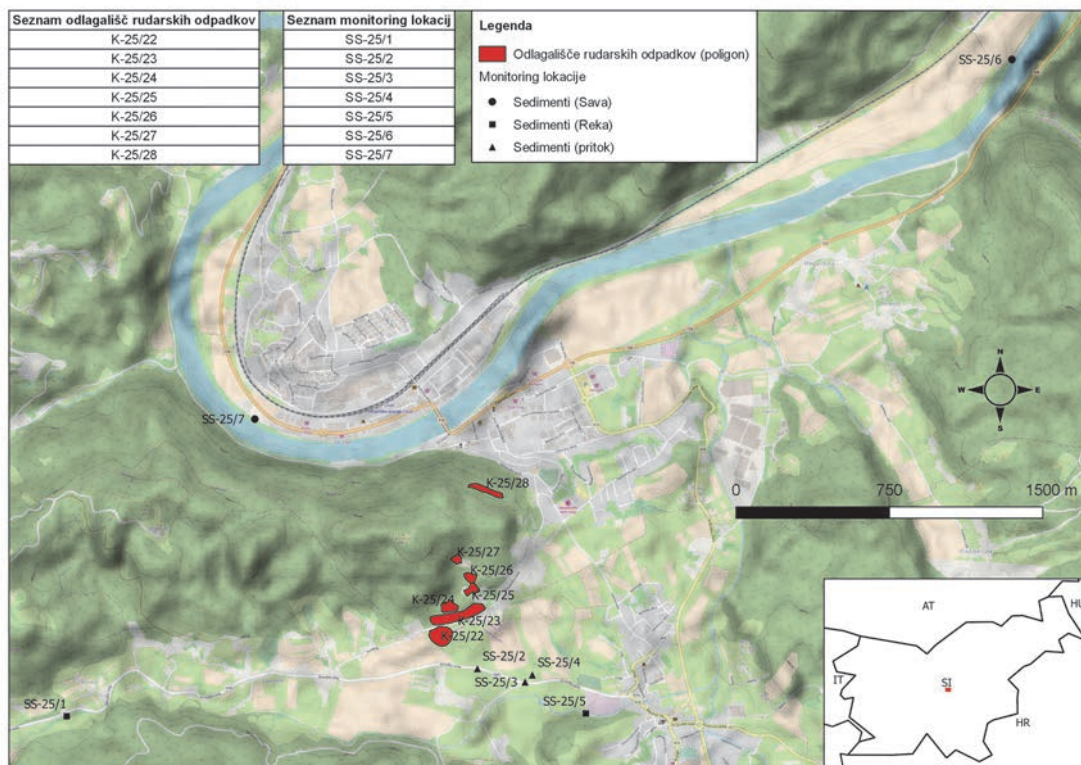 Seznam odlagališč rudarskih odpadkov
K-25/22
K-25/23
K-25/24
K-25/25
K-25/26
K-25/27
K-25/28
Seznam monitoring lokacij
SS-25/1
SS-25/2
SS-25/3
SS-25/4
SS-25/5
SS-25/6
SS-25/7
Legenda
Odlagališče rudarskih odpadkov (poligon)
Monitoring lokacije
Sedimenti (Sava)
Sedimenti (Reka)
Sedimenti (pritok)
SS-25/6
N
W E
S
SS-25/7
K-25/28
0 750 1500 m
K-25/27
K-25/26
K-25/25
K-25/24
K-25/23
K-25/22
SS-25/2
SS-25/4
SS-25/3
SS-25/1
SS-25/5
AT
HU
IT
SI
HR